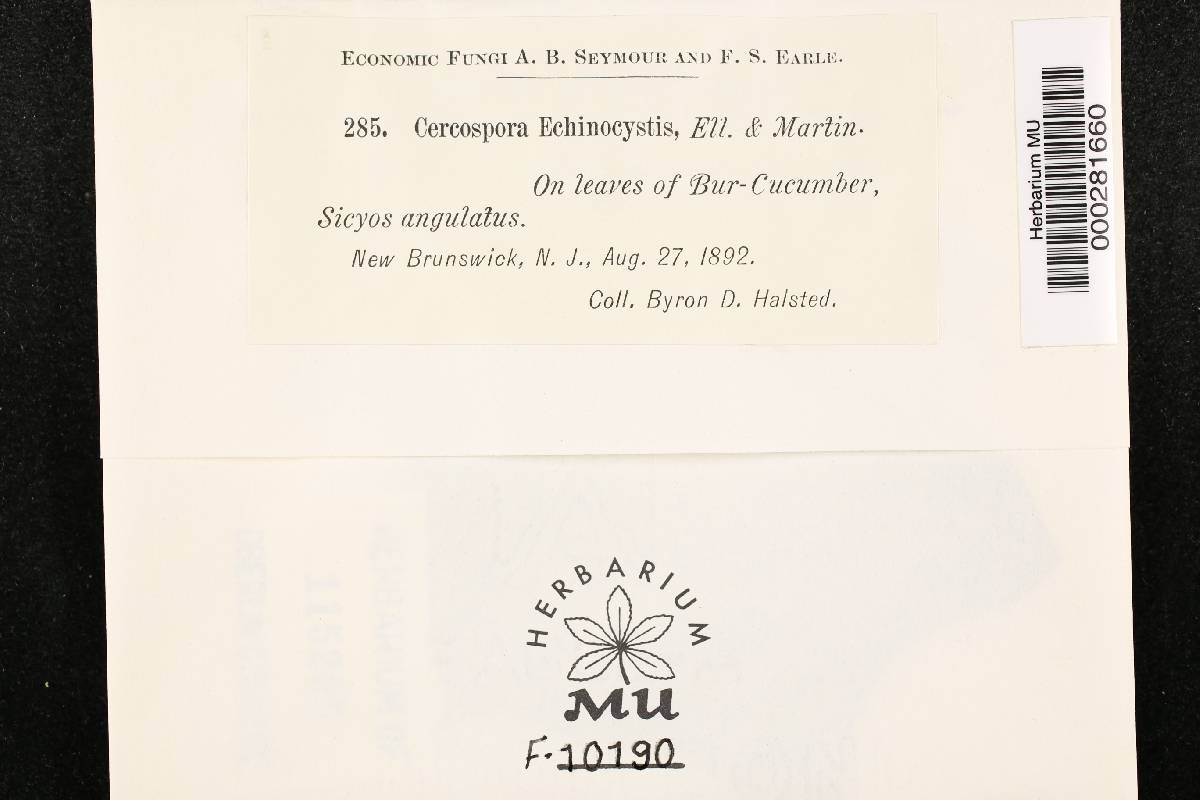 ECONOMIC FUNGI A. B. SEYMOUR AND F. S. EARLE.
285. Cercospora Echinocystis, Ell. & Martin.
On leaves of Bur-Cucumber,
Sicyos angulatus.
New Brunswick, N. J., Aug. 27, 1892.
Coll. Byron D. Halsted.
Herbarium MU
000281660
HERBARIUM
MU
F. 10190